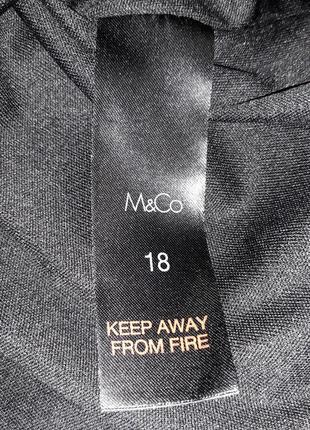 M&Co
18
KEEP AWAY
FROM FIRE